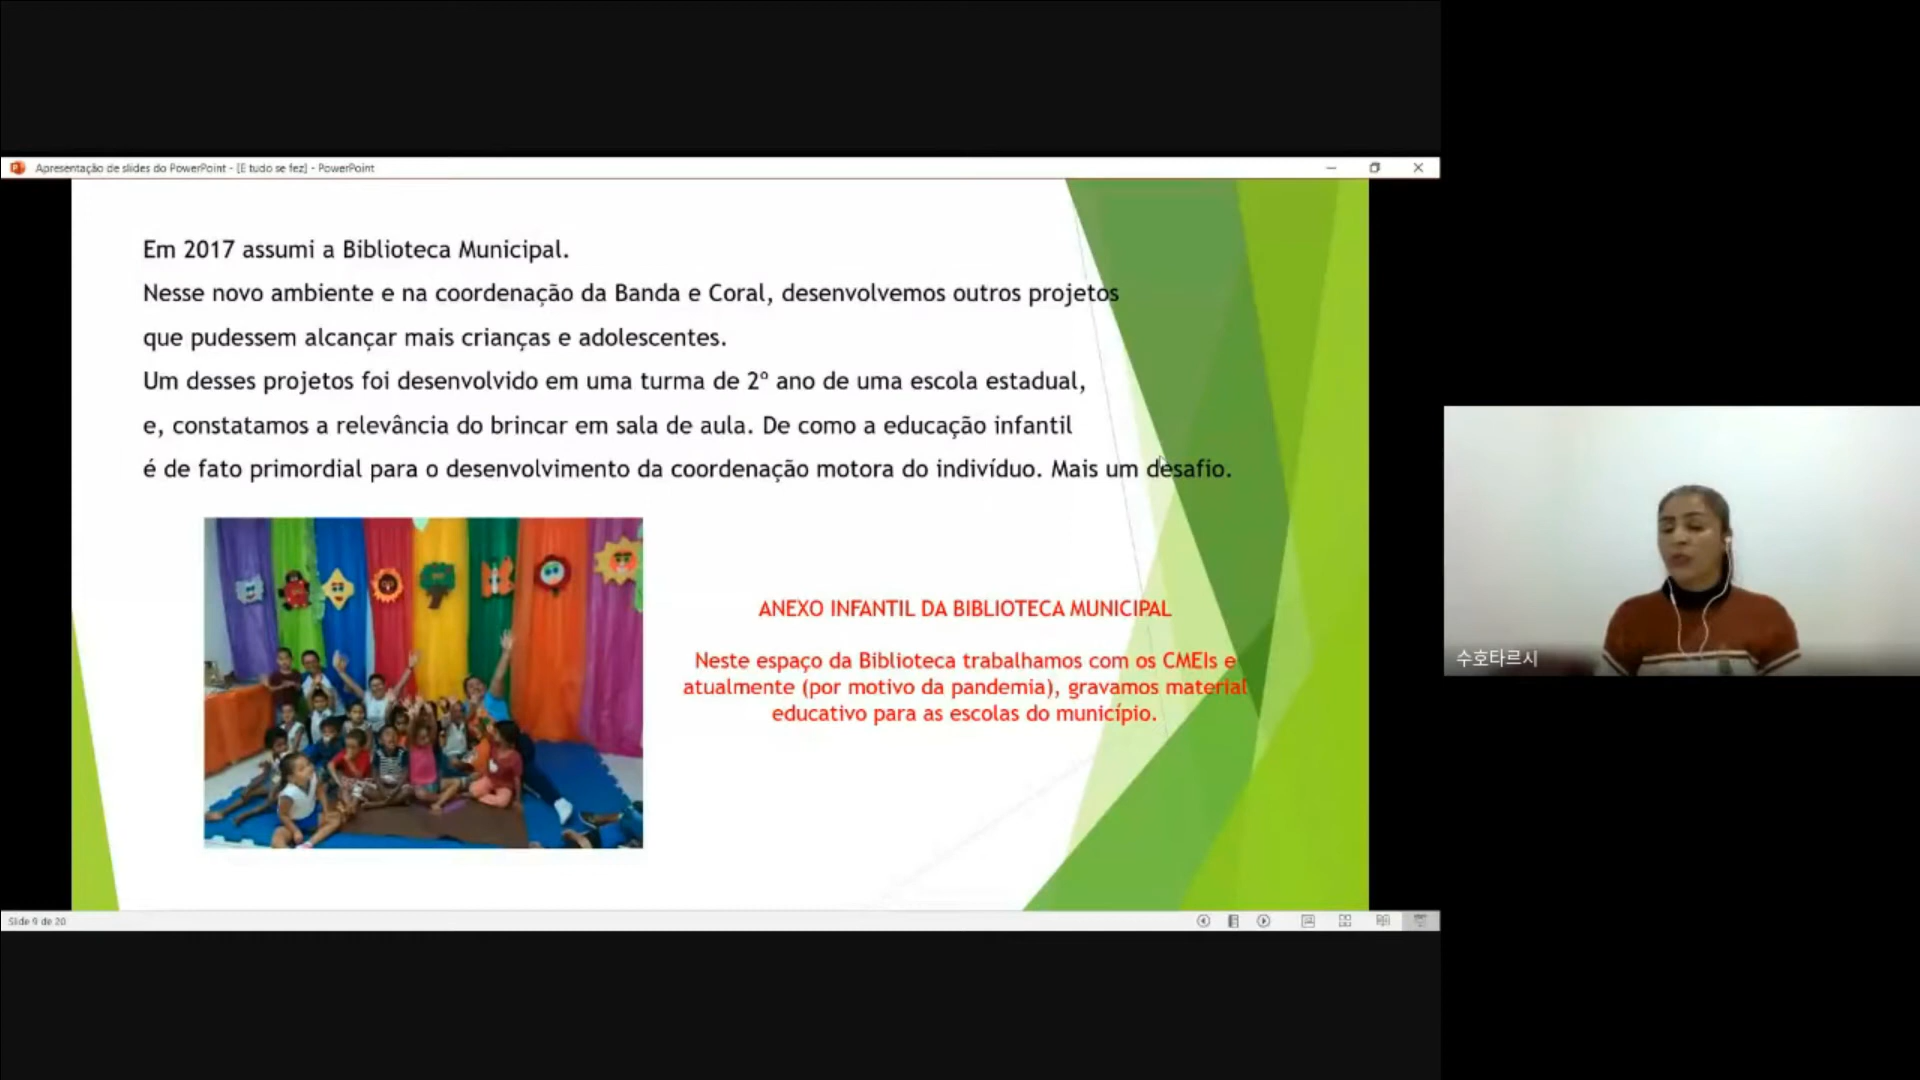 Apresentação de slides do PowerPoint - [E tudo se fez] - PowerPoint
Em 2017 assumi a Biblioteca Municipal.
Nesse novo ambiente e na coordenação da Banda e Coral, desenvolvemos outros projetos
que pudessem alcançar mais crianças e adolescentes.
Um desses projetos foi desenvolvido em uma turma de 2º ano de uma escola estadual,
e, constatamos a relevância do brincar em sala de aula. De como a educação infantil
é de fato primordial para o desenvolvimento da coordenação motora do indivíduo. Mais um desafio.
ANEXO INFANTIL DA BIBLIOTECA MUNICIPAL
Neste espaço da Biblioteca trabalhamos com os CMEIs e
atualmente (por motivo da pandemia), gravamos material
educativo para as escolas do município.
수호타르시
Slide 9 de 20